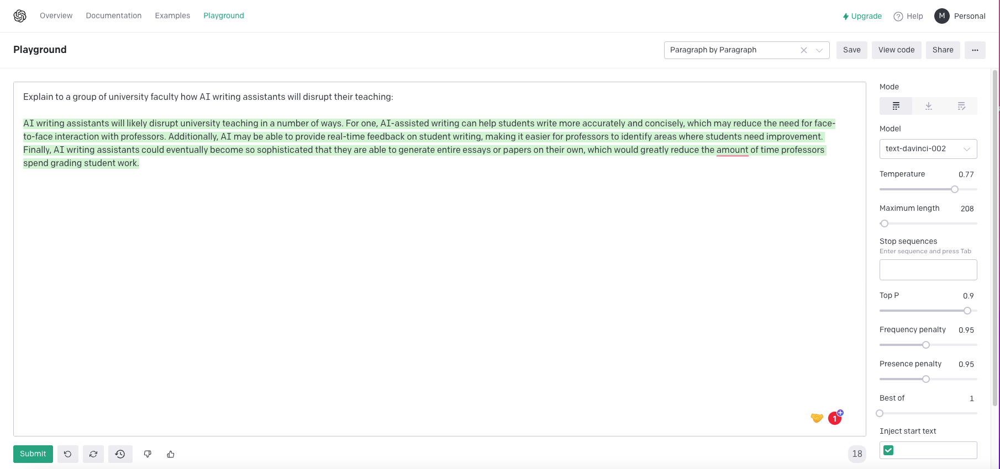 Overview Documentation Examples Playground Upgrade Help M Personal
Playground Paragraph by Paragraph Save View code Share ...
Explain to a group of university faculty how AI writing assistants will disrupt their teaching:
AI writing assistants will likely disrupt university teaching in a number of ways. For one, AI-assisted writing can help students write more accurately and concisely, which may reduce the need for face-
to-face interaction with professors. Additionally, AI may be able to provide real-time feedback on student writing, making it easier for professors to identify areas where students need improvement.
Finally, AI writing assistants could eventually become so sophisticated that they are able to generate entire essays or papers on their own, which would greatly reduce the amount of time professors
spend grading student work.
1
Submit
18
Mode
Model
text-davinci-002
Temperature 0.77
Maximum length 208
Stop sequences
Enter sequence and press Tab
Top P 0.9
Frequency penalty 0.95
Presence penalty 0.95
Best of 1
Inject start text